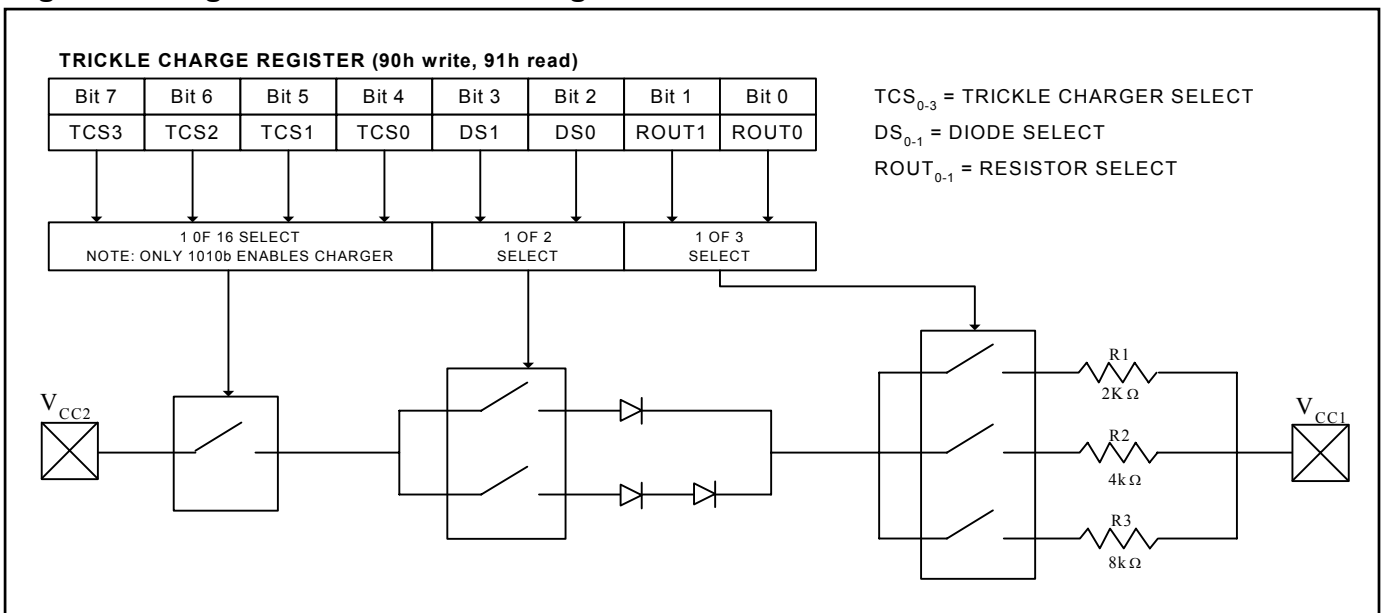 TRICKLE CHARGE REGISTER (90h write, 91h read)
Bit 7 Bit 6 Bit 5 Bit 4 Bit 3 Bit 2 Bit 1 Bit 0
TCS3 TCS2 TCS1 TCS0 DS1 DS0 ROUT1 ROUT0
TCS0-3 = TRICKLE CHARGER SELECT
DS0-1 = DIODE SELECT
ROUT0-1 = RESISTOR SELECT
1 0F 16 SELECT
NOTE: ONLY 1010b ENABLES CHARGER
1 OF 2
SELECT
1 OF 3
SELECT
VCC2
R1
2K Ω
R2
4k Ω
R3
8k Ω
VCC1